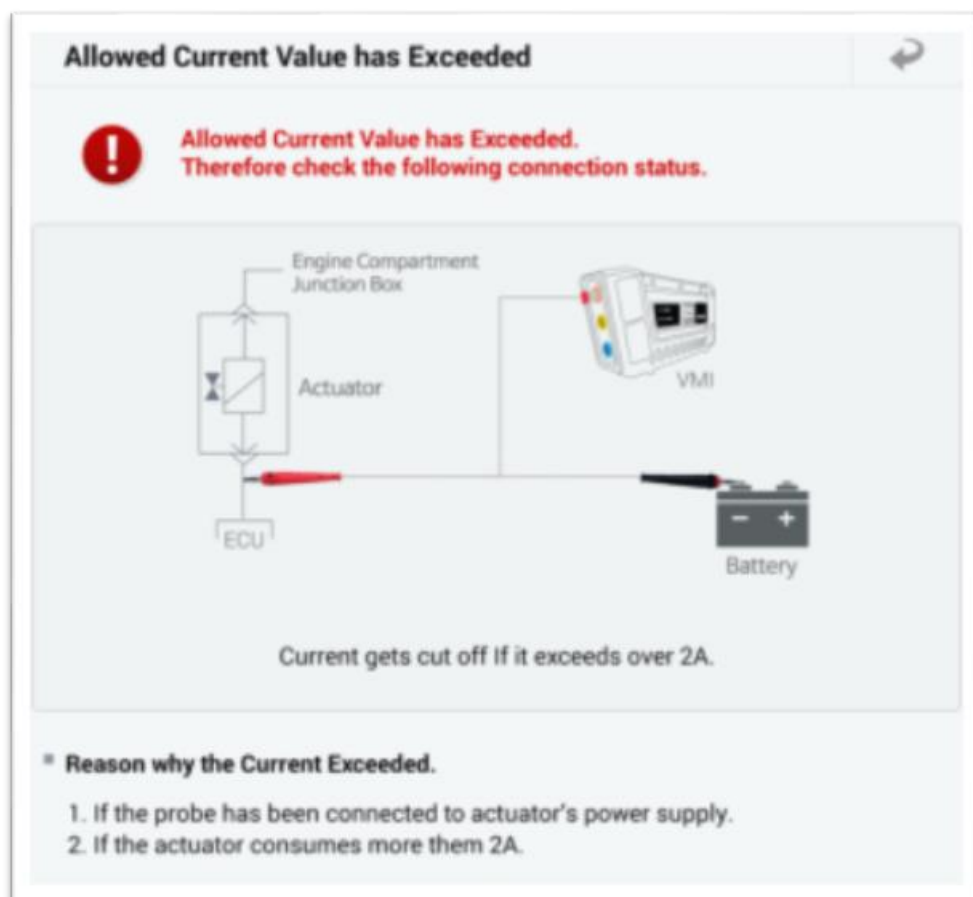 Allowed Current Value has Exceeded
Allowed Current Value has Exceeded.
Therefore check the following connection status.
Engine Compartment
Junction Box
Actuator
VMI
ECU
− +
Battery
Current gets cut off If it exceeds over 2A.
Reason why the Current Exceeded.
1. If the probe has been connected to actuator's power supply.
2. If the actuator consumes more them 2A.